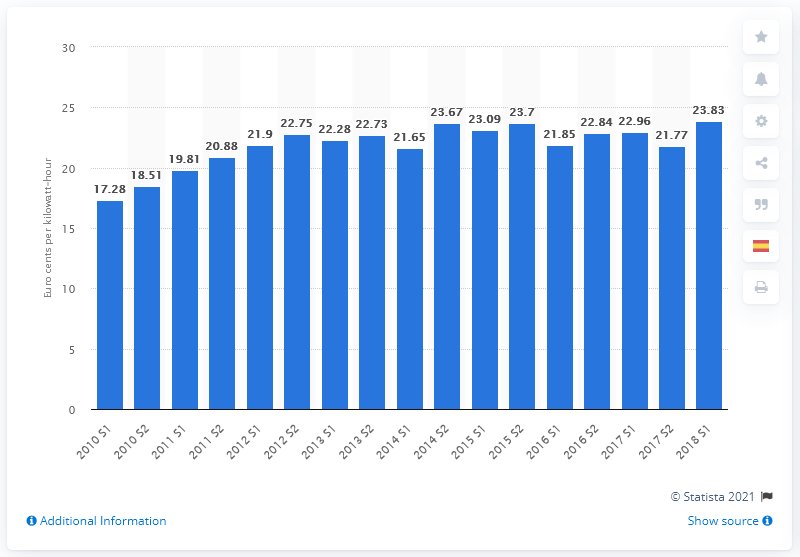 30
25
20
15
10
5
0
Euro cents per kilowatt-hour
17.28
18.51
19.81
20.88
21.9
22.75
22.28
22.73
21.65
23.67
23.09
23.7
21.85
22.84
22.96
21.77
23.83
2010 S1
2010 S2
2011 S1
2011 S2
2012 S1
2012 S2
2013 S1
2013 S2
2014 S1
2014 S2
2015 S1
2015 S2
2016 S1
2016 S2
2017 S1
2017 S2
2018 S1
© Statista 2021
Additional Information
Show source